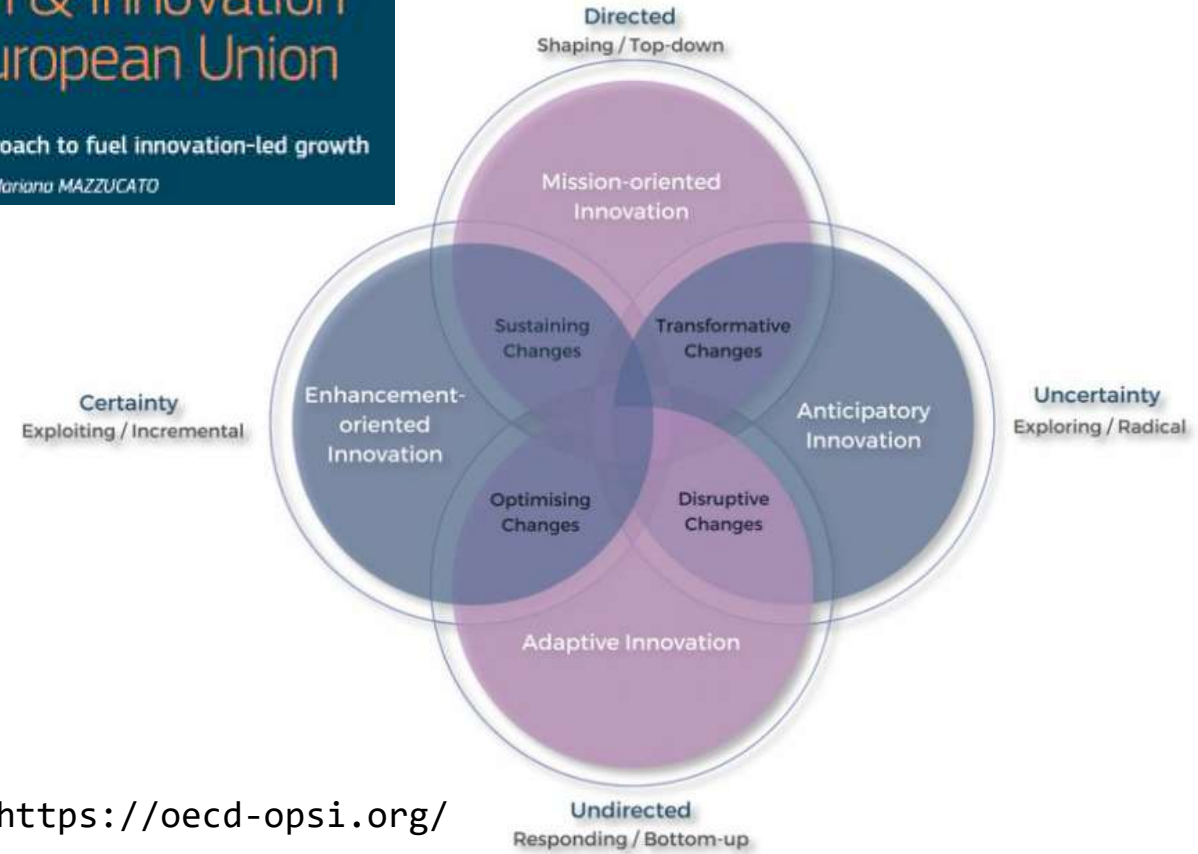 & Innovation
European Union
to fuel innovation-led growth
Mariana MAZZUCATO
Directed
Shaping / Top-down
Mission-oriented
Innovation
Sustaining
Changes
Transformative
Changes
Certainty
Exploiting / Incremental
Enhancement-
oriented
Innovation
Anticipatory
Innovation
Uncertainty
Exploring / Radical
Optimising
Changes
Disruptive
Changes
Adaptive Innovation
https://oecd-opsi.org/
Undirected
Responding / Bottom-up